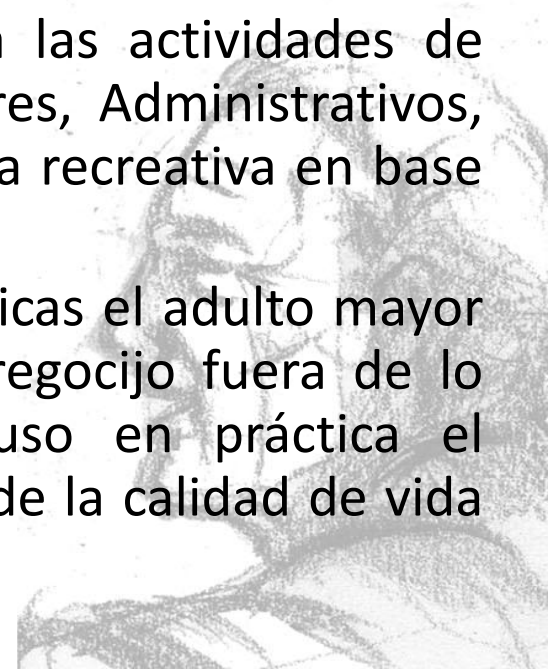 las actividades de
res, Administrativos,
a recreativa en base
icas el adulto mayor
regocijo fuera de lo
uso en práctica el
de la calidad de vida